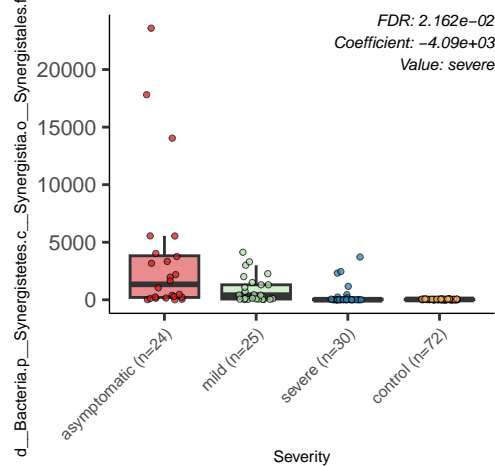 FDR: 2.162e−02
Coefficient: −4.09e+03
Value: severe
d__Bacteria.p__Synergistetes.c__Synergistia.o__Synergistales.f
20000
15000
10000
5000
0
asymptomatic (n=24)
mild (n=25)
severe (n=30)
control (n=72)
Severity